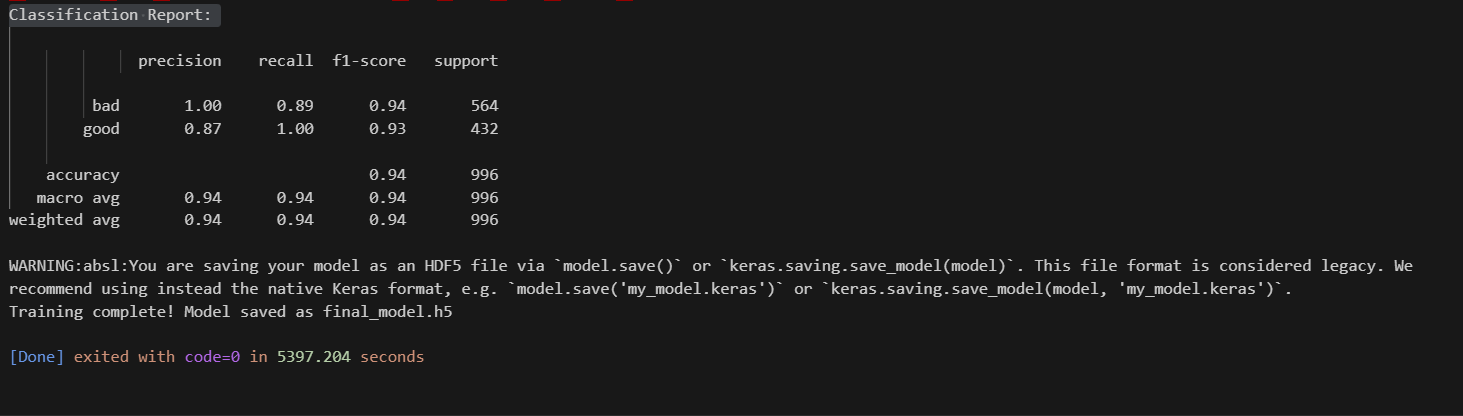 Classification Report:
precision recall f1-score support
bad 1.00 0.89 0.94 564
good 0.87 1.00 0.93 432
accuracy 0.94 996
macro avg 0.94 0.94 0.94 996
weighted avg 0.94 0.94 0.94 996
WARNING:absl:You are saving your model as an HDF5 file via `model.save()` or `keras.saving.save_model(model)`. This file format is considered legacy. We
recommend using instead the native Keras format, e.g. `model.save('my_model.keras')` or `keras.saving.save_model(model, 'my_model.keras')`.
Training complete! Model saved as final_model.h5
[Done] exited with code=0 in 5397.204 seconds